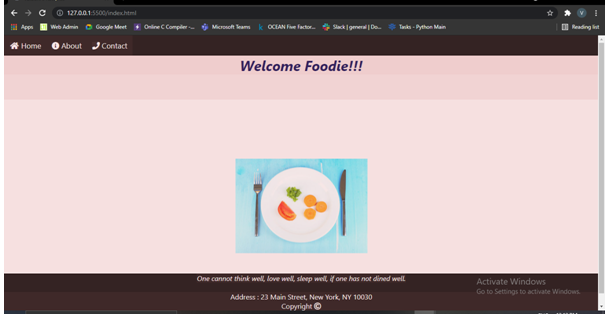 127.0.0.1:5500/index.html
Apps Web Admin Google Meet Online C Compiler -... Microsoft Teams OCEAN Five Factor... Slack | general | Do... Tasks - Python Main Reading list
Home About Contact
Welcome Foodie!!!
One cannot think well, love well, sleep well, if one has not dined well.
Activate Windows
Go to Settings to activate Windows.
Address : 23 Main Street, New York, NY 10030
Copyright ©